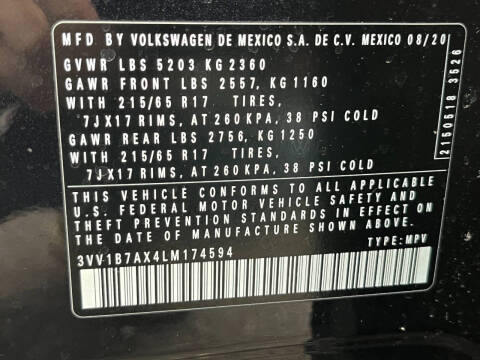 MFD BY VOLKSWAGEN DE MEXICO S.A. DE C.V. MEXICO 08/20
GVWR LBS 5203 KG 2360
GAWR FRONT LBS 2557, KG 1160
WITH 215/65 R17 TIRES,
7JX17 RIMS, AT 260 KPA, 38 PSI COLD
GAWR REAR LBS 2756, KG 1250
WITH 215/65 R17 TIRES,
7JX17 RIMS, AT 260 KPA, 38 PSI COLD
THIS VEHICLE CONFORMS TO ALL APPLICABLE
U.S. FEDERAL MOTOR VEHICLE SAFETY AND
THEFT PREVENTION STANDARDS IN EFFECT ON
THE DATE OF MANUFACTURE SHOWN ABOVE.
3VV1B7AX4LM174594 TYPE: MPV
2150518 3526